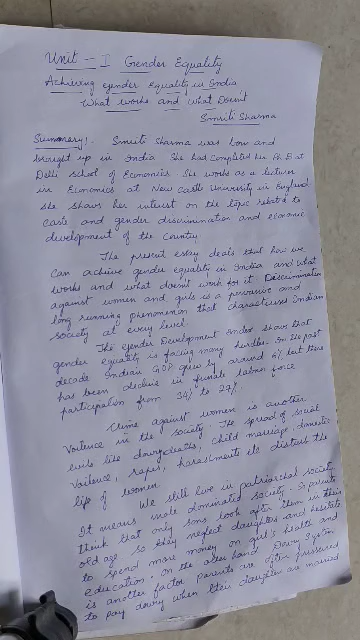 Unit - I Gender Equality
Achieving gender Equality in India
What works and What Doesn't
Smriti Sharma
Summary:- Smriti Sharma was born and
brought up in India. She had completed her Ph.D at
Delhi school of Economics. She works as a lecture
in Economics at New Castle University in England
she shows her intrest on the topic related to
caste and gender discrimination and economic
development of the country.
The present essay deals that how we
can achieve gender equality in India and what
works and what doesn't work for it. Discrimination
against women and girls is a pervasive and
long running phenomenon that charectiuses Indian
society at every level.
The Gender Development Index shows that
gender equality is facing many hurdles. In the past
decade Indian GDP grew by around 6% but there
has been decline in female labour force
participation from 34% to 27%.
Crime against women is another
voilence in the society. The spread of social
evils like dowry deaths, child marriage, domestic
voilence, rapes, harassments etc disturb the
life of women.
We still live in patriarchal society
It means male dominated society. So parents
think that only sons look after them in their
old age so they neglect daughters and hesitate
to spend more money on girl's health and
education. On the other hand Dowry system
is another factor. Parents are often pressured
to pay dowry when their daughter are married